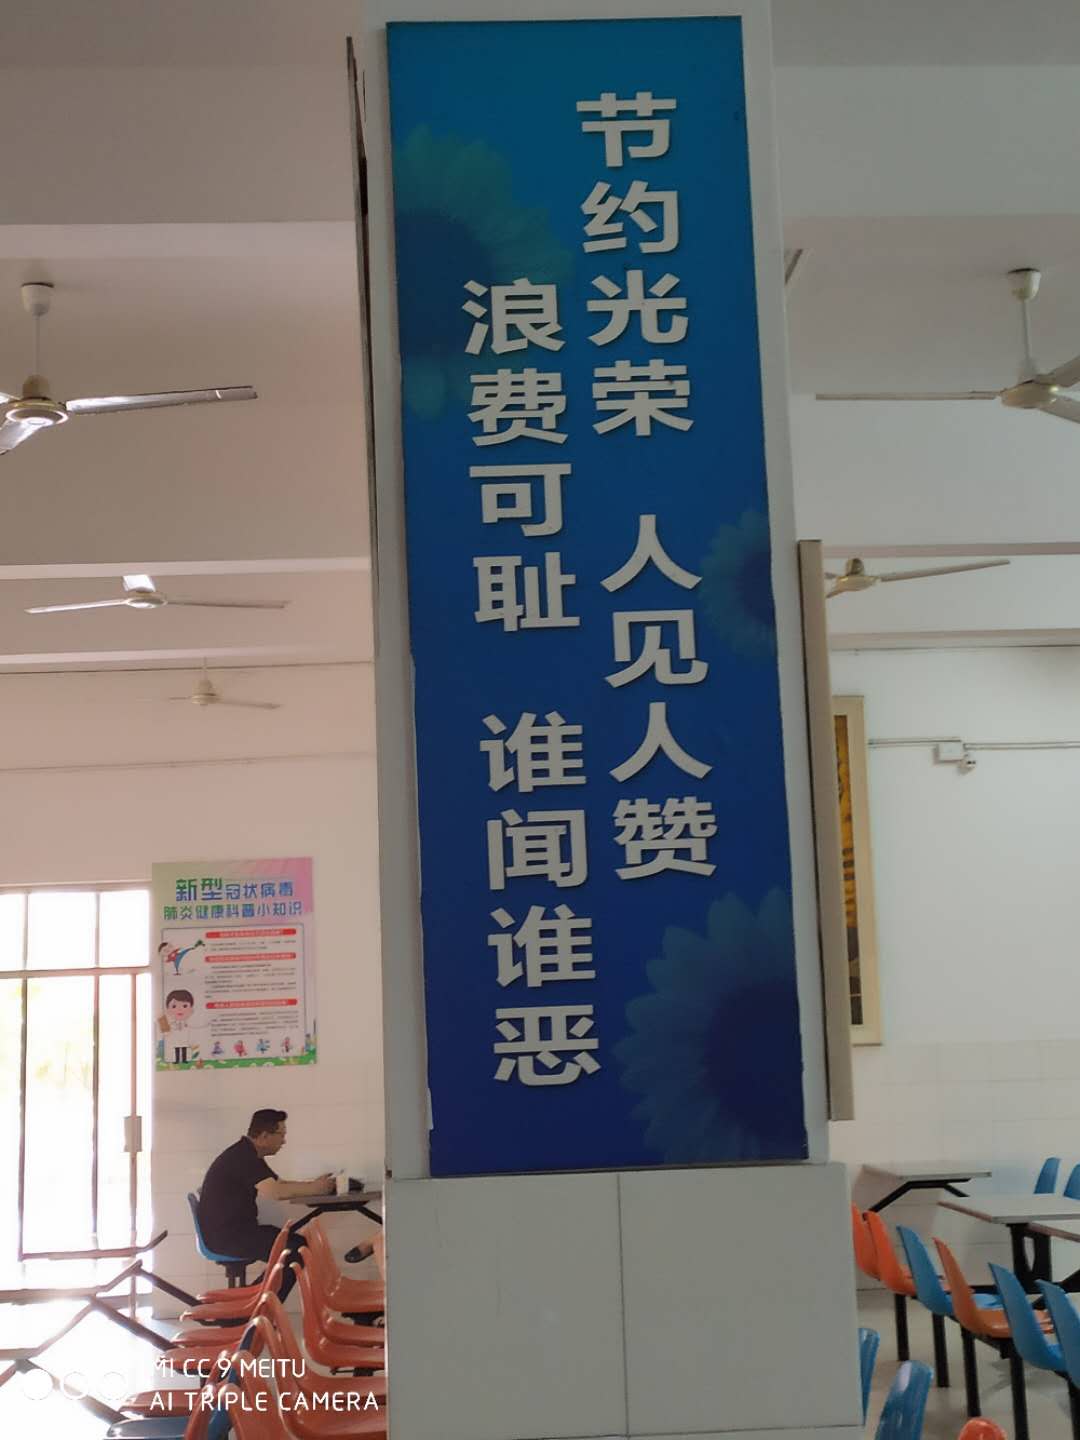 节约光荣 人见人赞
浪费可耻 谁闻谁恶
新型冠状病毒
肺炎健康科普小知识
MI CC 9 MEITU
AI TRIPLE CAMERA